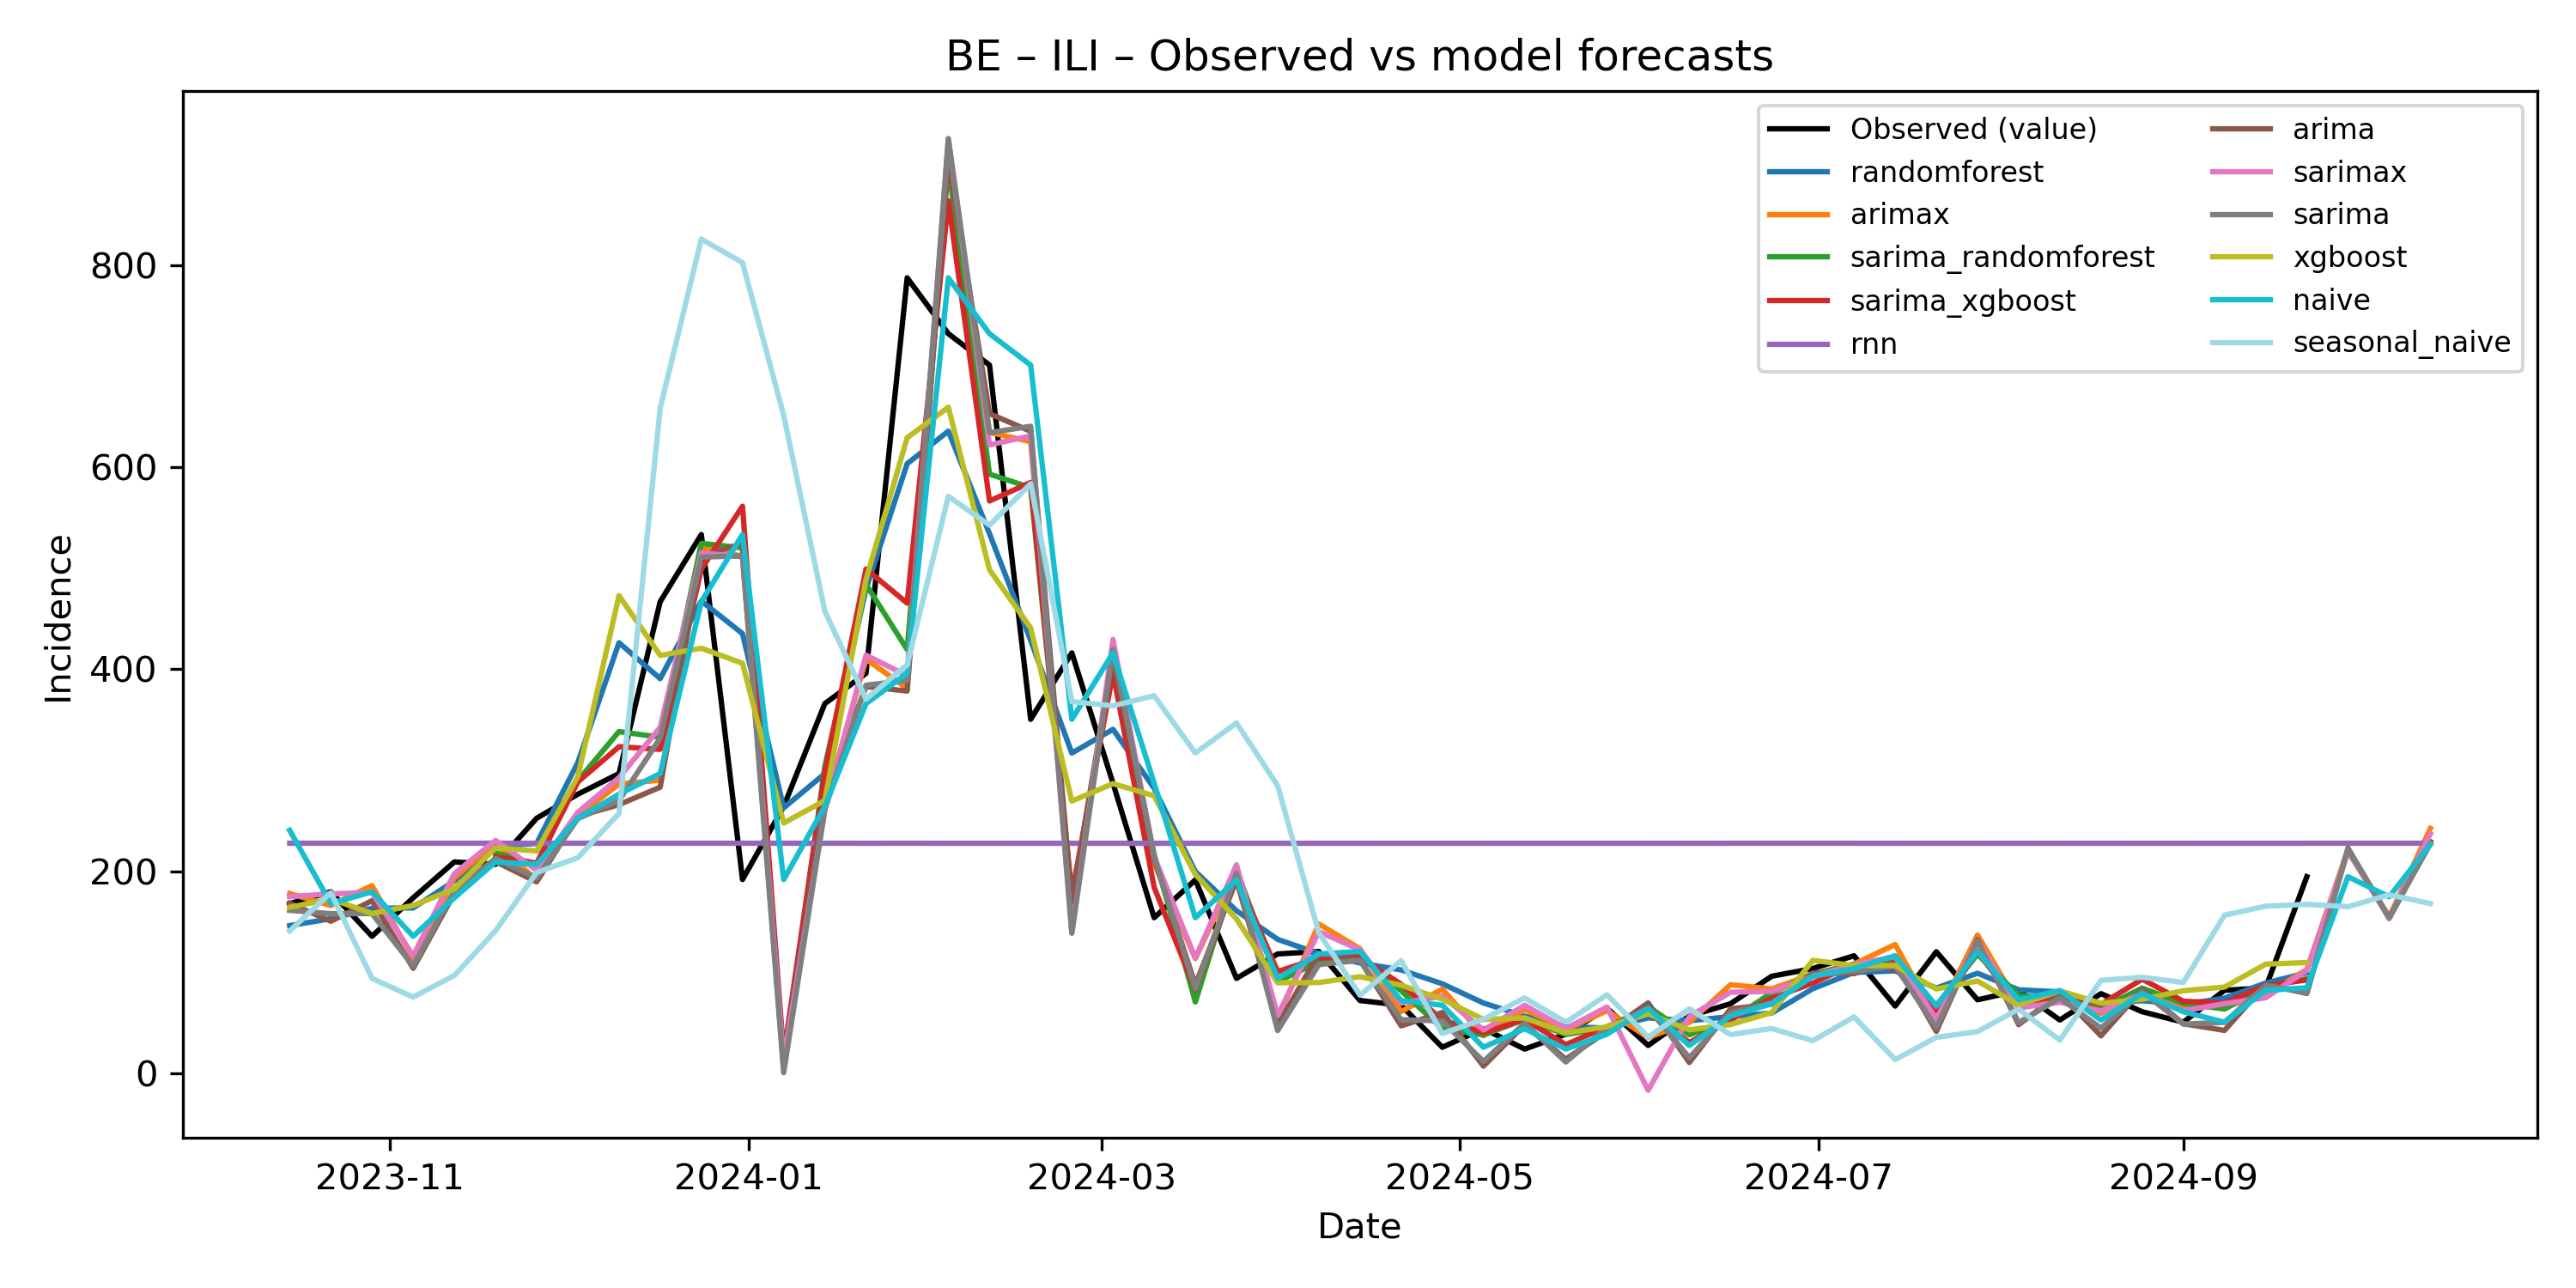 BE – ILI – Observed vs model forecasts
Observed (value)
randomforest
arimax
sarima_randomforest
sarima_xgboost
rnn
arima
sarimax
sarima
xgboost
naive
seasonal_naive
Incidence
800
600
400
200
0
2023-11
2024-01
2024-03
2024-05
2024-07
2024-09
Date